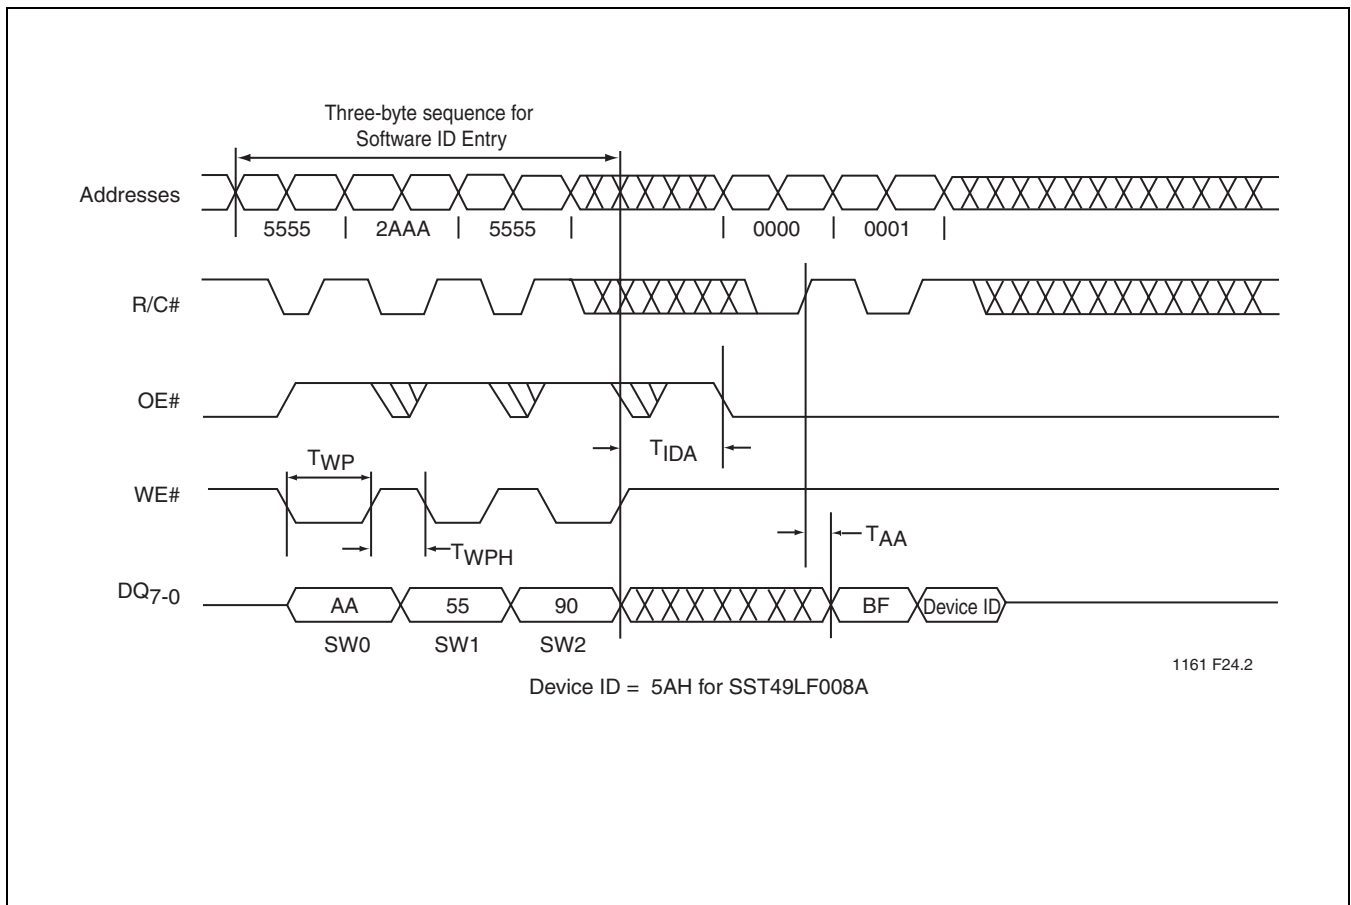 Three-byte sequence for
Software ID Entry
Addresses
5555 2AAA 5555 0000 0001
R/C#
OE#
TIDA
TWP
WE#
TAA
TWPH
DQ7-0
AA 55 90 BF Device ID
SW0 SW1 SW2
1161 F24.2
Device ID = 5AH for SST49LF008A